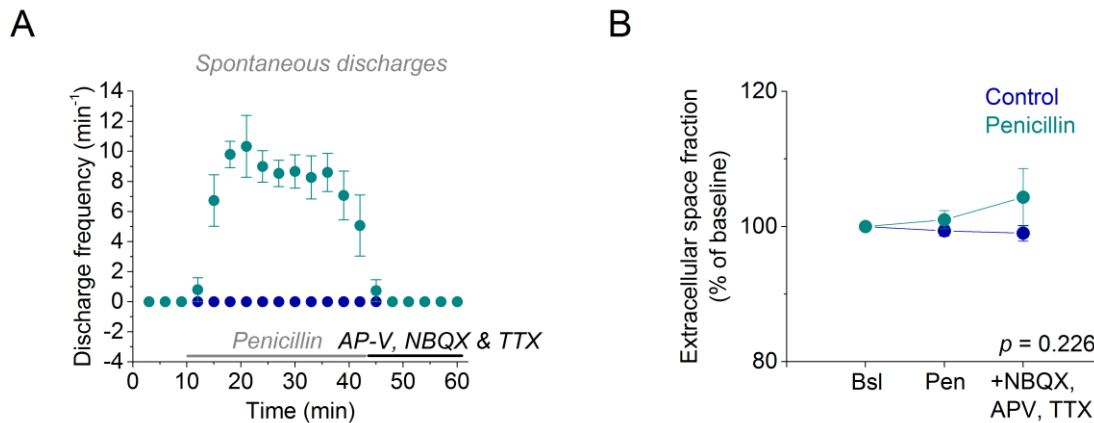 A
Spontaneous discharges
Discharge frequency (min-1)
14
12
10
8
6
4
2
0
-2
-4
Penicillin
AP-V, NBQX & TTX
0 10 20 30 40 50 60
Time (min)
B
Extracellular space fraction
(% of baseline)
120
100
80
Control
Penicillin
p = 0.226
Bsl Pen +NBQX,
APV, TTX